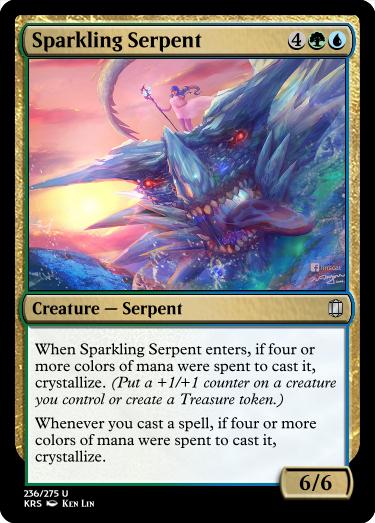 Sparkling Serpent 4
Creature — Serpent
When Sparkling Serpent enters, if four or
more colors of mana were spent to cast it,
crystallize. (Put a +1/+1 counter on a creature
you control or create a Treasure token.)
Whenever you cast a spell, if four or more
colors of mana were spent to cast it,
crystallize.
6/6
236/275 U
KRS Ken Lin